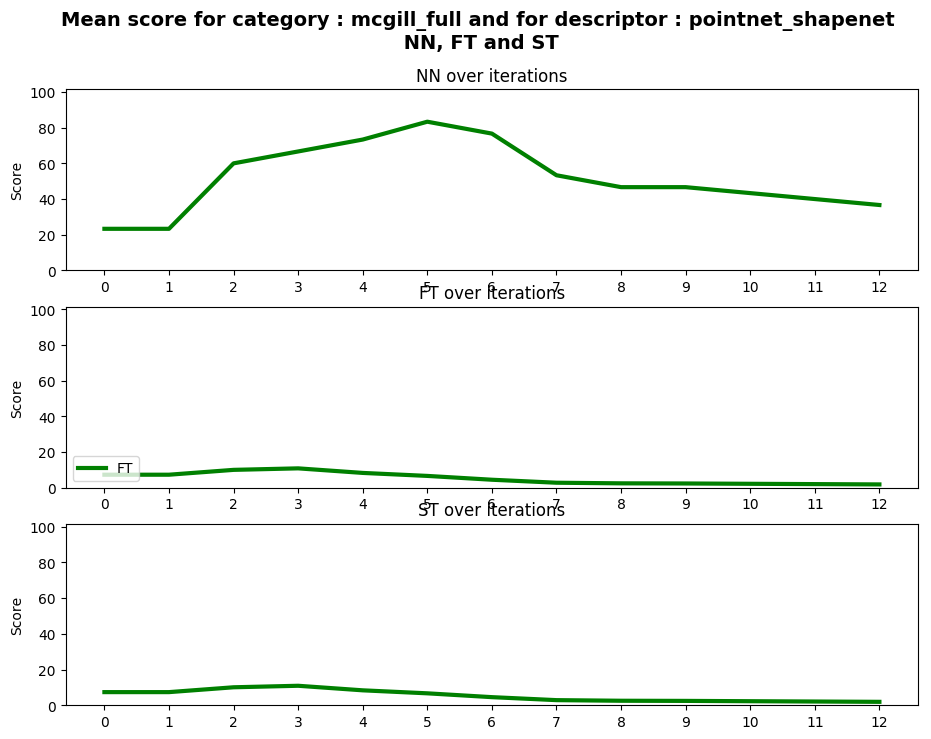 Mean score for category : mcgill_full and for descriptor : pointnet_shapenet
NN, FT and ST
NN over iterations
100
80
60
40
20
0
Score
0 1 2 3 4 5 6 7 8 9 10 11 12
FT over iterations
100
80
60
40
20
0
Score
FT
0 1 2 3 4 5 6 7 8 9 10 11 12
ST over iterations
100
80
60
40
20
0
Score
0 1 2 3 4 5 6 7 8 9 10 11 12